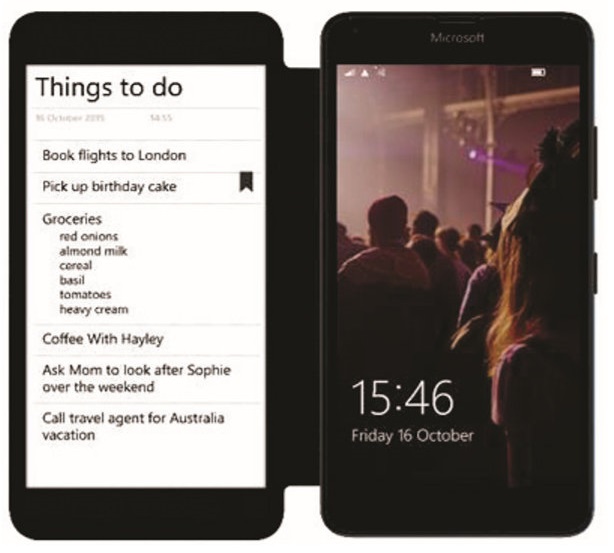 Things to do
16 October 2015 14:55
Book flights to London
Pick up birthday cake
Groceries
red onions
almond milk
cereal
basil
tomatoes
heavy cream
Coffee With Hayley
Ask Mom to look after Sophie
over the weekend
Call travel agent for Australia
vacation
Microsoft
15:46
Friday 16 October